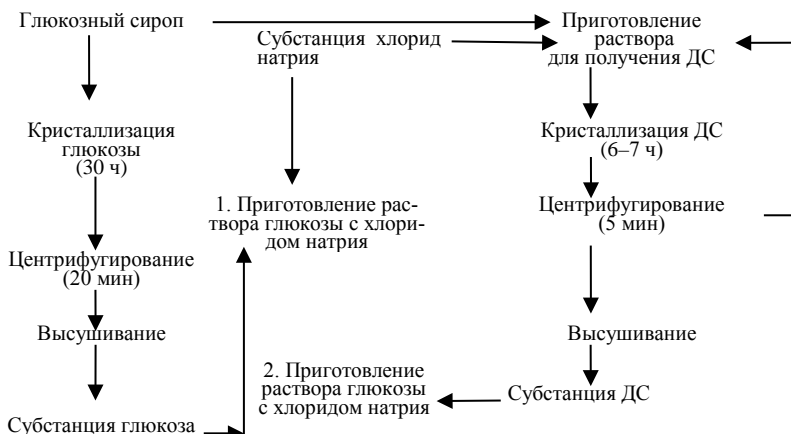 Глюкозный сироп
Субстанция хлорид
натрия
Приготовление
раствора
для получения ДС
Кристаллизация
глюкозы
(30 ч)
Кристаллизация ДС
(6–7 ч)
1. Приготовление рас-
твора глюкозы с хлори-
дом натрия
Центрифугирование
(5 мин)
Центрифугирование
(20 мин)
Высушивание
Высушивание
2. Приготовление
раствора глюкозы
с хлоридом натрия
Субстанция ДС
Субстанция глюкоза